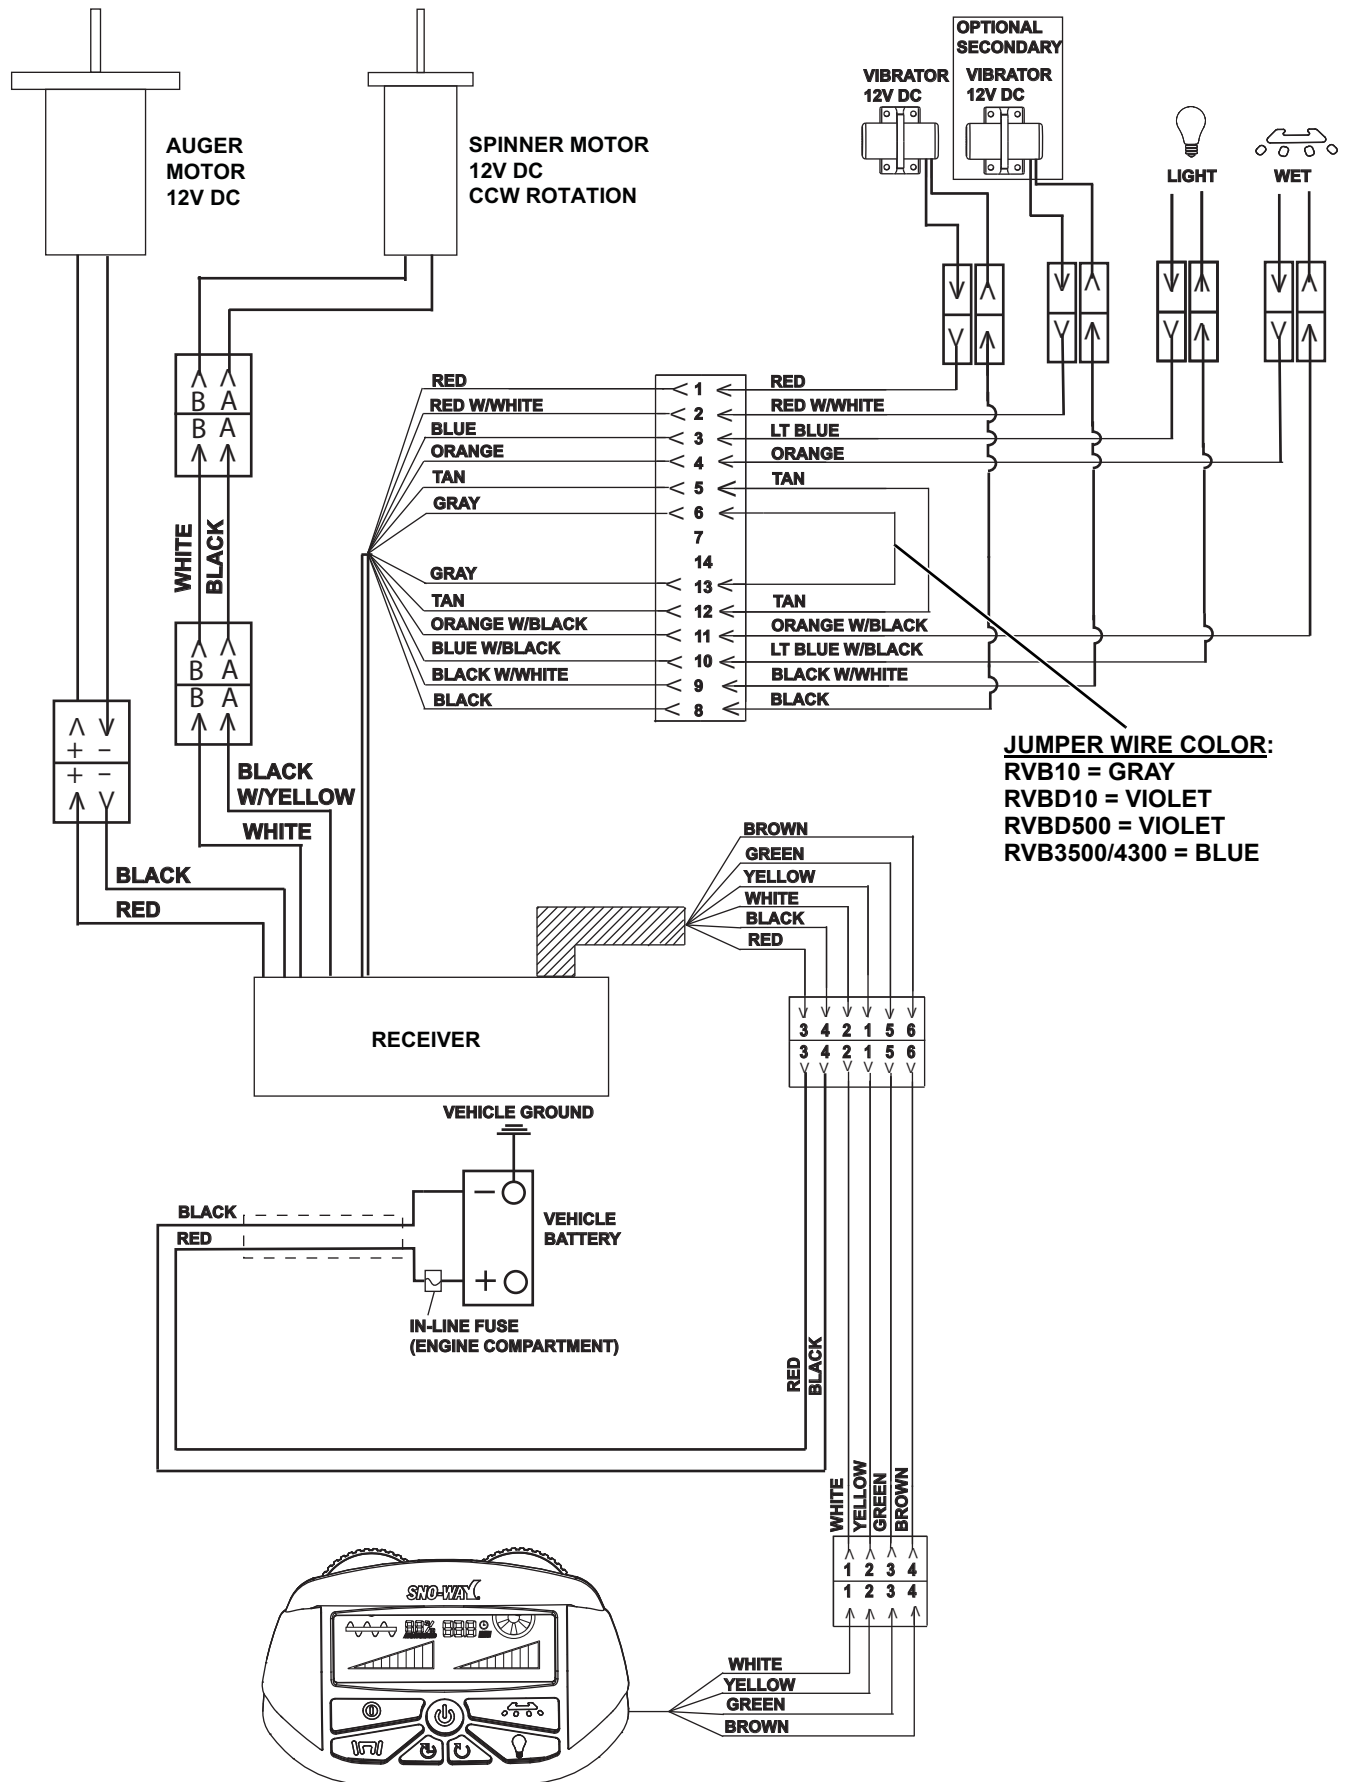 OPTIONAL
SECONDARY
VIBRATOR
12V DC
VIBRATOR
12V DC
AUGER
MOTOR
12V DC
SPINNER MOTOR
12V DC
CCW ROTATION
LIGHT
WET
B A
B A
WHITE
BLACK
B A
B A
RED 1 RED
RED W/WHITE 2 RED W/WHITE
BLUE 3 LT BLUE
ORANGE 4 ORANGE
TAN 5 TAN
GRAY 6
7
14
GRAY 13
TAN 12 TAN
ORANGE W/BLACK 11 ORANGE W/BLACK
BLUE W/BLACK 10 LT BLUE W/BLACK
BLACK W/WHITE 9 BLACK W/WHITE
BLACK 8 BLACK
+ –
+ –
BLACK
W/YELLOW
WHITE
BLACK
RED
JUMPER WIRE COLOR:
RVB10 = GRAY
RVBD10 = VIOLET
RVBD500 = VIOLET
RVB3500/4300 = BLUE
BROWN
GREEN
YELLOW
WHITE
BLACK
RED
3 4 2 1 5 6
3 4 2 1 5 6
RECEIVER
VEHICLE GROUND
–
+
VEHICLE
BATTERY
BLACK
RED
IN-LINE FUSE
(ENGINE COMPARTMENT)
RED
BLACK
WHITE
YELLOW
GREEN
BROWN
1 2 3 4
1 2 3 4
WHITE
YELLOW
GREEN
BROWN
SNO-WAY